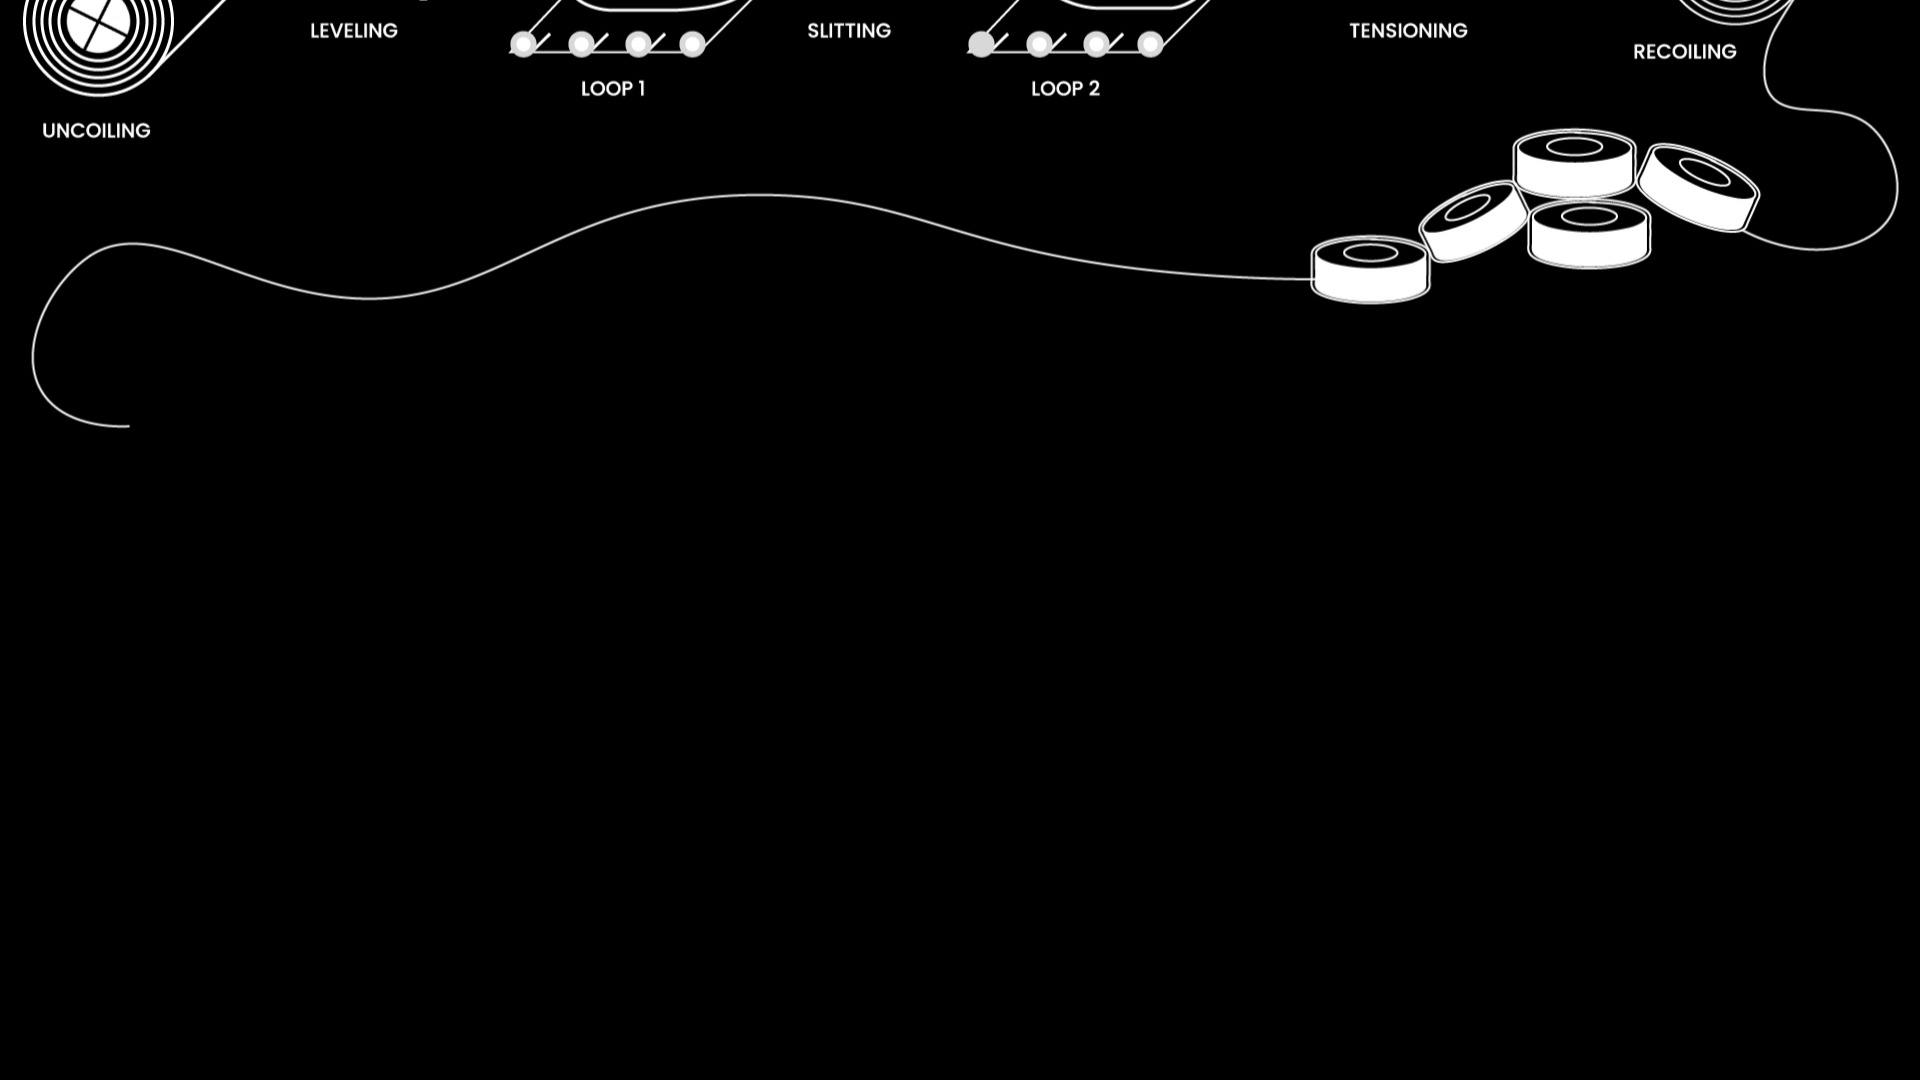 LEVELING
SLITTING
TENSIONING
RECOILING
LOOP 1
LOOP 2
UNCOILING